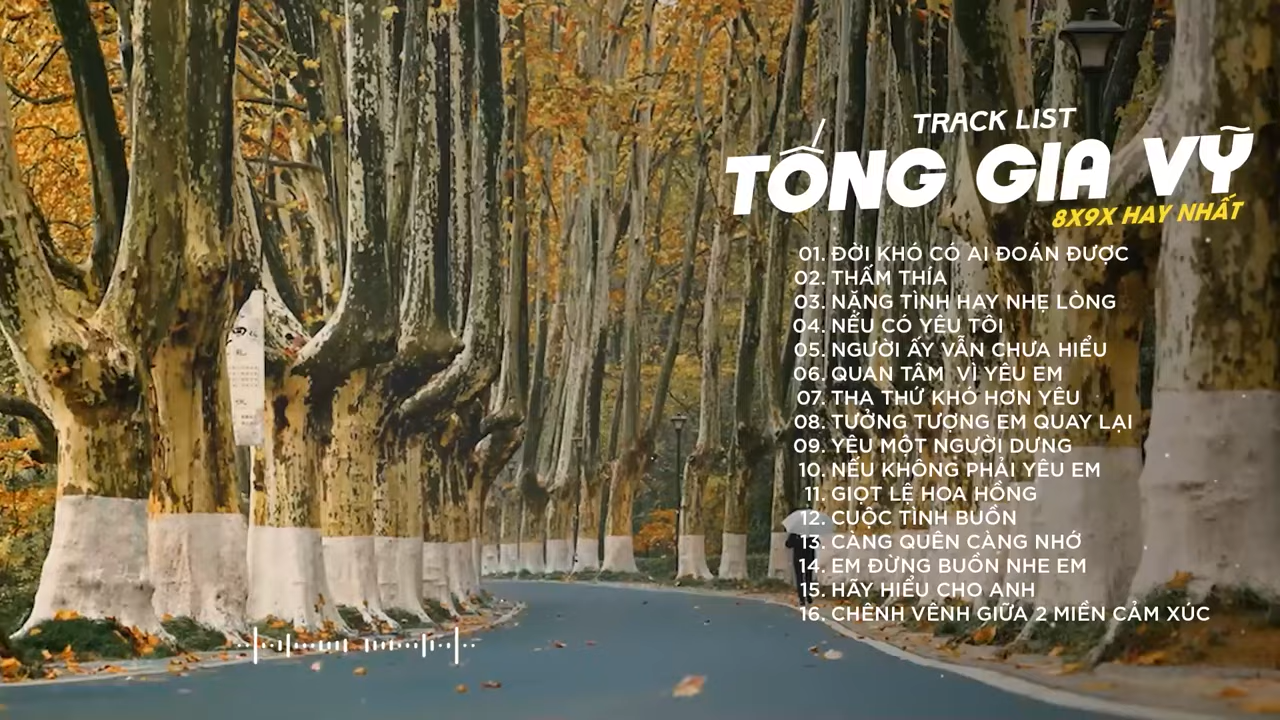 TRACK LIST
TỐNG GIA VỸ
8X9X HAY NHẤT
01. ĐỜI KHÓ CÓ AI ĐOÁN ĐƯỢC
02. THẤM THÍA
03. NẶNG TÌNH HAY NHẸ LÒNG
04. NẾU CÓ YÊU TÔI
05. NGƯỜI ẤY VẪN CHƯA HIỂU
06. QUAN TÂM VÌ YÊU EM
07. THA THỨ KHÓ HƠN YÊU
08. TƯỞNG TƯỢNG EM QUAY LẠI
09. YÊU MỘT NGƯỜI DƯNG
10. NẾU KHÔNG PHẢI YÊU EM
11. GIỌT LỆ HOA HỒNG
12. CUỘC TÌNH BUỒN
13. CÀNG QUÊN CÀNG NHỚ
14. EM ĐỪNG BUỒN NHE EM
15. HÃY HIỂU CHO ANH
16. CHÊNH VÊNH GIỮA 2 MIỀN CẢM XÚC